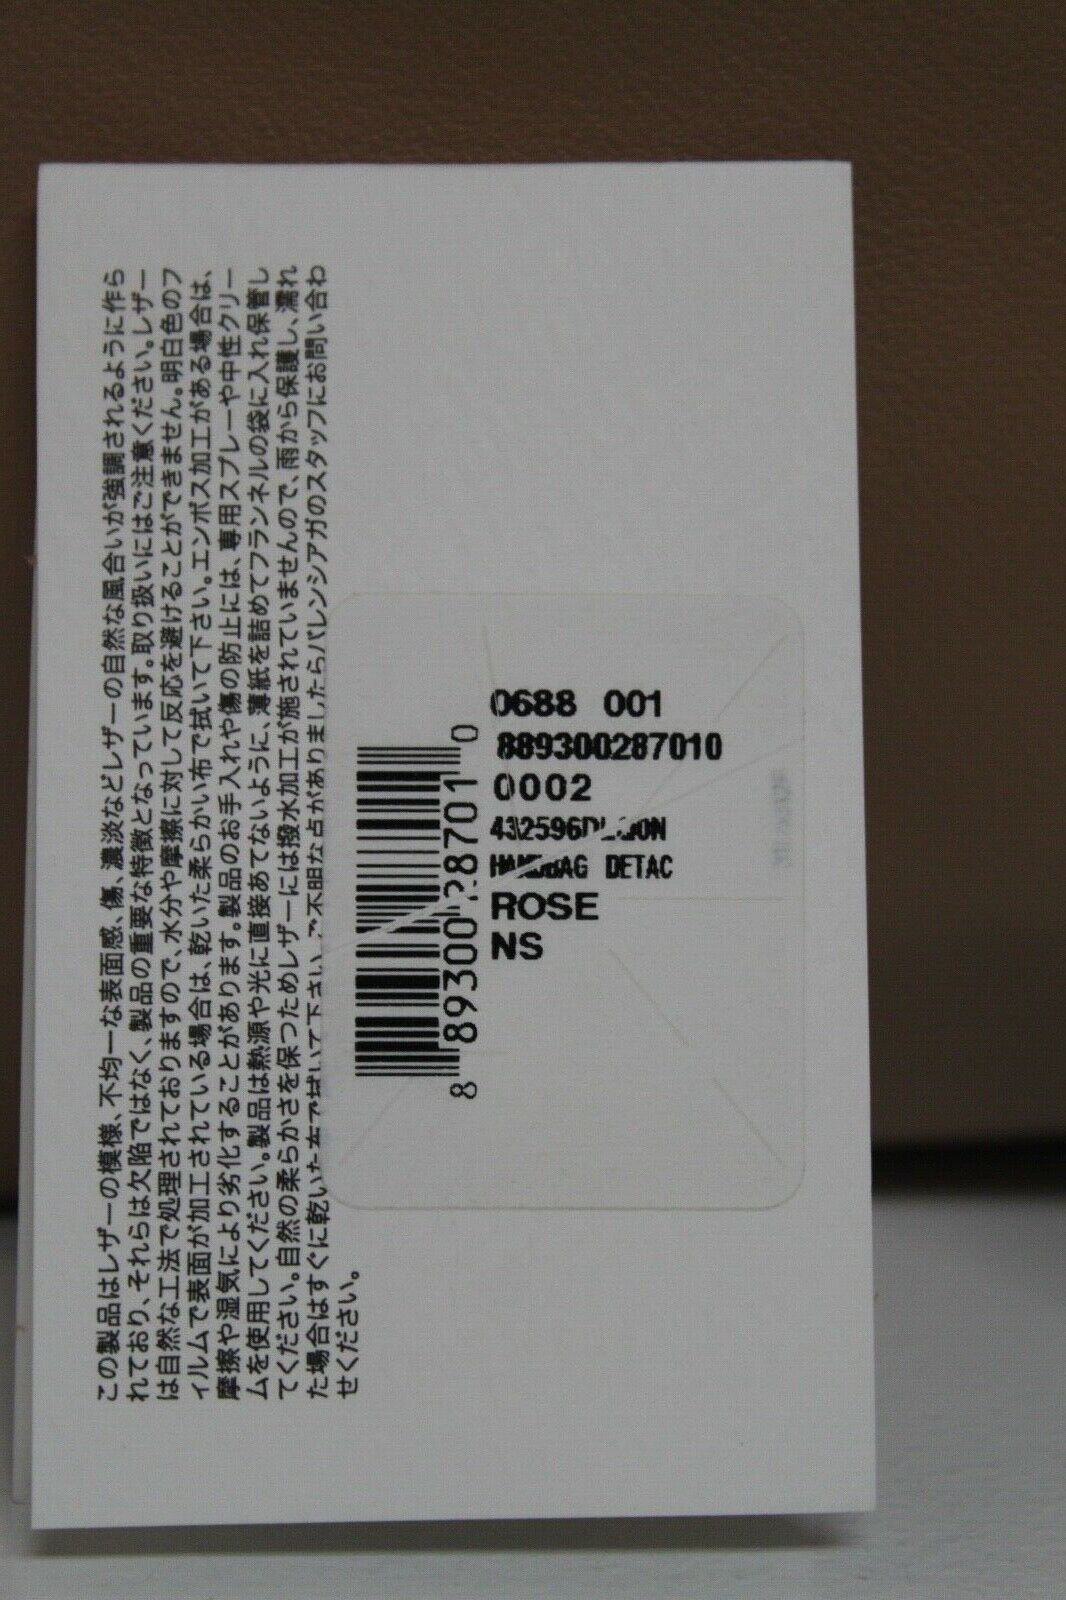 この製品はレザーの模様、不均一な表面感、傷、濃淡などレザーの自然な風合いが強調されるように作ら
れており、それらは欠陥ではなく、製品の重要な特徴となっています。取り扱いにはご注意ください。レザー
は自然な工法で処理されておりますので、水分や摩擦に対して反応を避けることができません。明白色のフ
ィルムで表面が加工されている場合は、乾いた柔らかい布で拭いて下さい。エンボス加工がある場合は、
摩擦や湿気により劣化することがあります。製品のお手入れや傷の防止には、専用スプレーや中性クリー
ムを使用してください。製品は熱源や光に直接あてないように、薄紙を詰めてフランネルの袋に入れ保管し
てください。自然の柔らかさを保つためレザーには撥水加工が施されていませんので、雨から保護し、濡れ
た場合はすぐに乾いた布で拭いて下さい。ご不明な点がありましたらバレンシアガのスタッフにお問い合わ
せください。
8 89300 28701 0
0688 001
889300287010
0002
HANDBAG DETAC
ROSE
NS